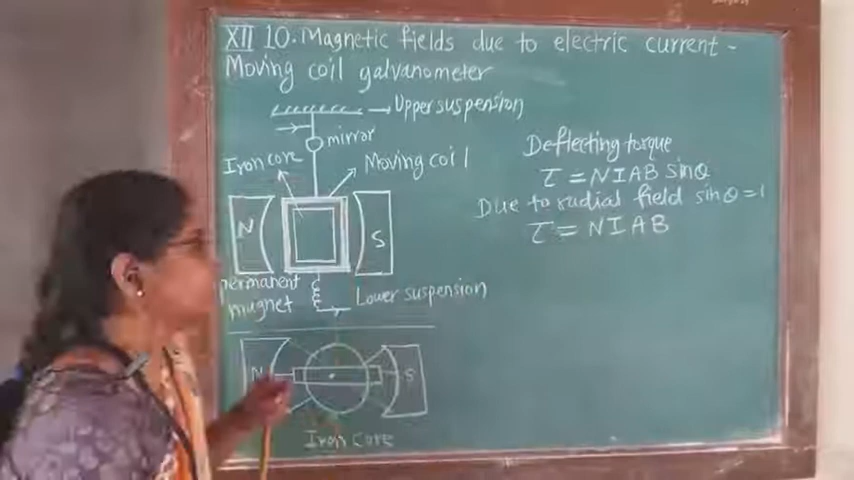 XII 10. Magnetic fields due to electric current -
Moving coil galvanometer
Upper suspension
mirror
Iron core
Moving coil
N
S
permanent
magnet
Lower suspension
N
S
Iron Core
Deflecting torque
τ = NIAB sinθ
Due to radial field sinθ = 1
τ = NIAB